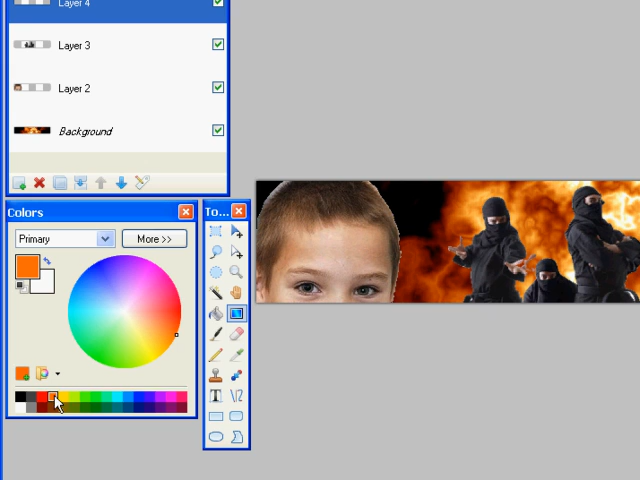 Layer 4
Layer 3
Layer 2
Background
Colors
To...
Primary
More >>